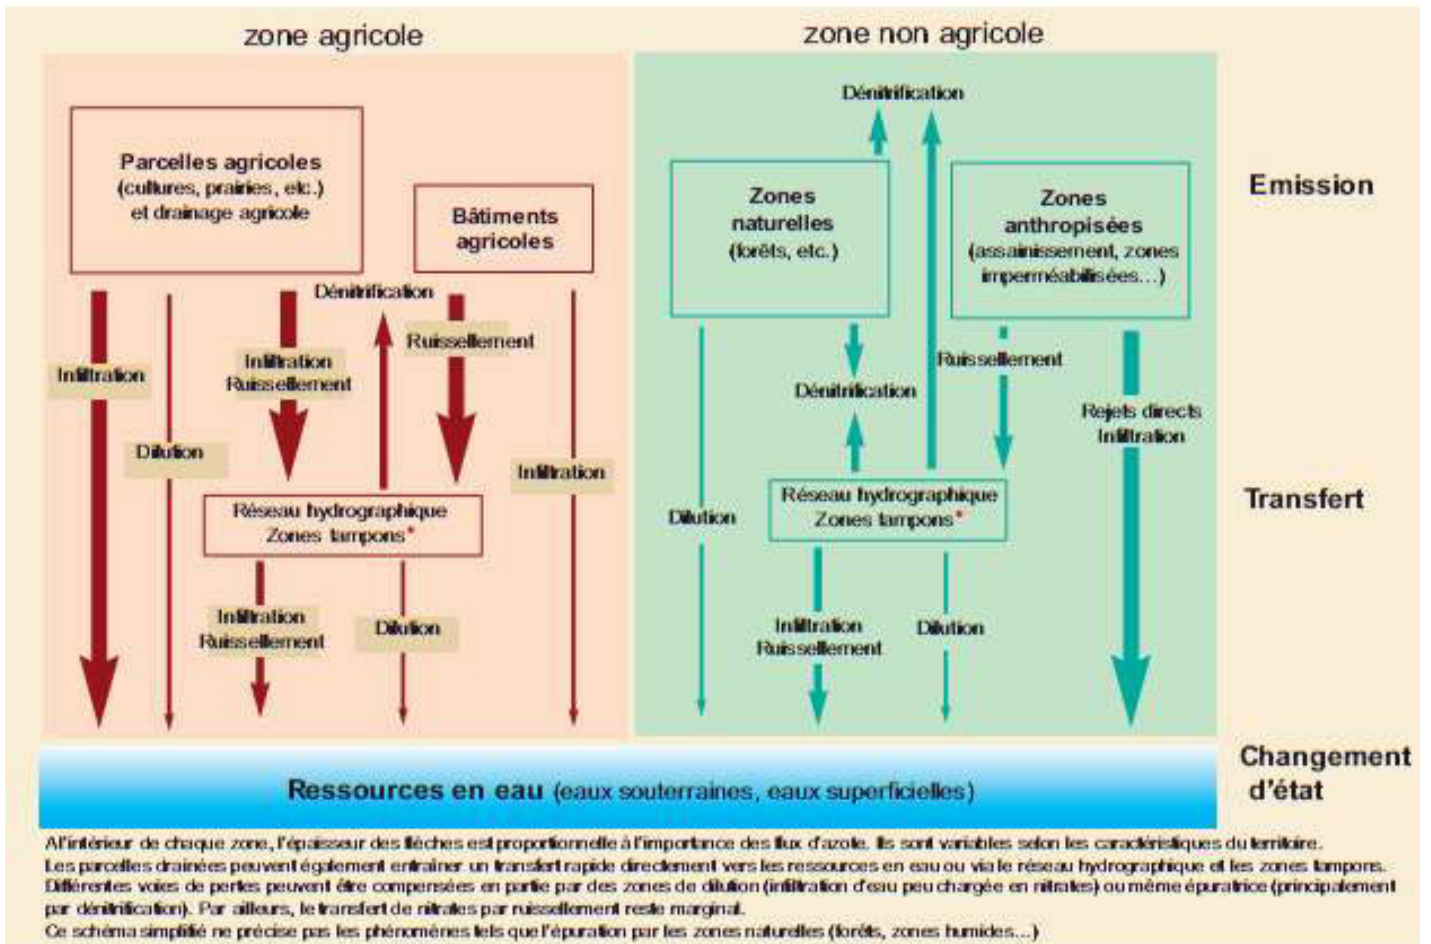 zone agricole
zone non agricole
Dénitrification
Parcelles agricoles
(cultures, prairies, etc.)
et drainage agricole
Bâtiments
agricoles
Zones
naturelles
(forêts, etc.)
Zones
anthropisées
(assainissement, zones
imperméabilisées...)
Emission
Dénitrification
Infiltration
Infiltration
Ruissellement
Ruissellement
Dilution
Infiltration
Ruissellement
Dénitrification
Rejets directs
Infiltration
Dilution
Réseau hydrographique
Zones tampons*
Réseau hydrographique
Zones tampons*
Transfert
Infiltration
Ruissellement
Dilution
Infiltration
Ruissellement
Dilution
Changement
d'état
Ressources en eau (eaux souterraines, eaux superficielles)
A l'intérieur de chaque zone, l'épaisseur des flèches est proportionnelle à l'importance des flux d'azote. Ils sont variables selon les caractéristiques du territoire.
Les parcelles drainées peuvent également entraîner un transfert rapide directement vers les ressources en eau ou via le réseau hydrographique et les zones tampons.
Différentes voies de pertes peuvent être compensées en partie par des zones de dilution (infiltration d'eau peu chargée en nitrates) ou même épuratrice (principalement
par dénitrification). Par ailleurs, le transfert de nitrates par ruissellement reste marginal.
Ce schéma simplifié ne précise pas les phénomènes tels que l'épuration par les zones naturelles (forêts, zones humides...)